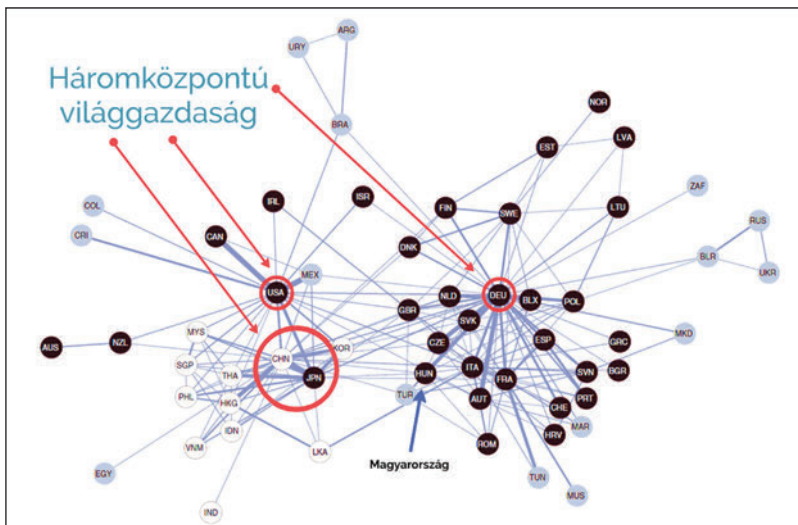 Háromközpontú
világgazdaság
ARG
URY
BRA
NOR
LVA
EST
ISR
IRL
COL
CRI
CAN
FIN
SWE
LTU
ZAF
DNK
RUS
BLR
UKR
MEX
USA
NLD
DEU
BLX
POL
GBR
SVK
MYS
AUS
NZL
CHN
KOR
CZE
ESP
GRC
MKD
SGP
THA
JPN
HUN
ITA
FRA
SVN
BGR
PHL
HKG
TUR
AUT
PRT
CHE
IDN
HRV
MAR
VNM
LKA
ROM
Magyarország
EGY
TUN
MUS
IND